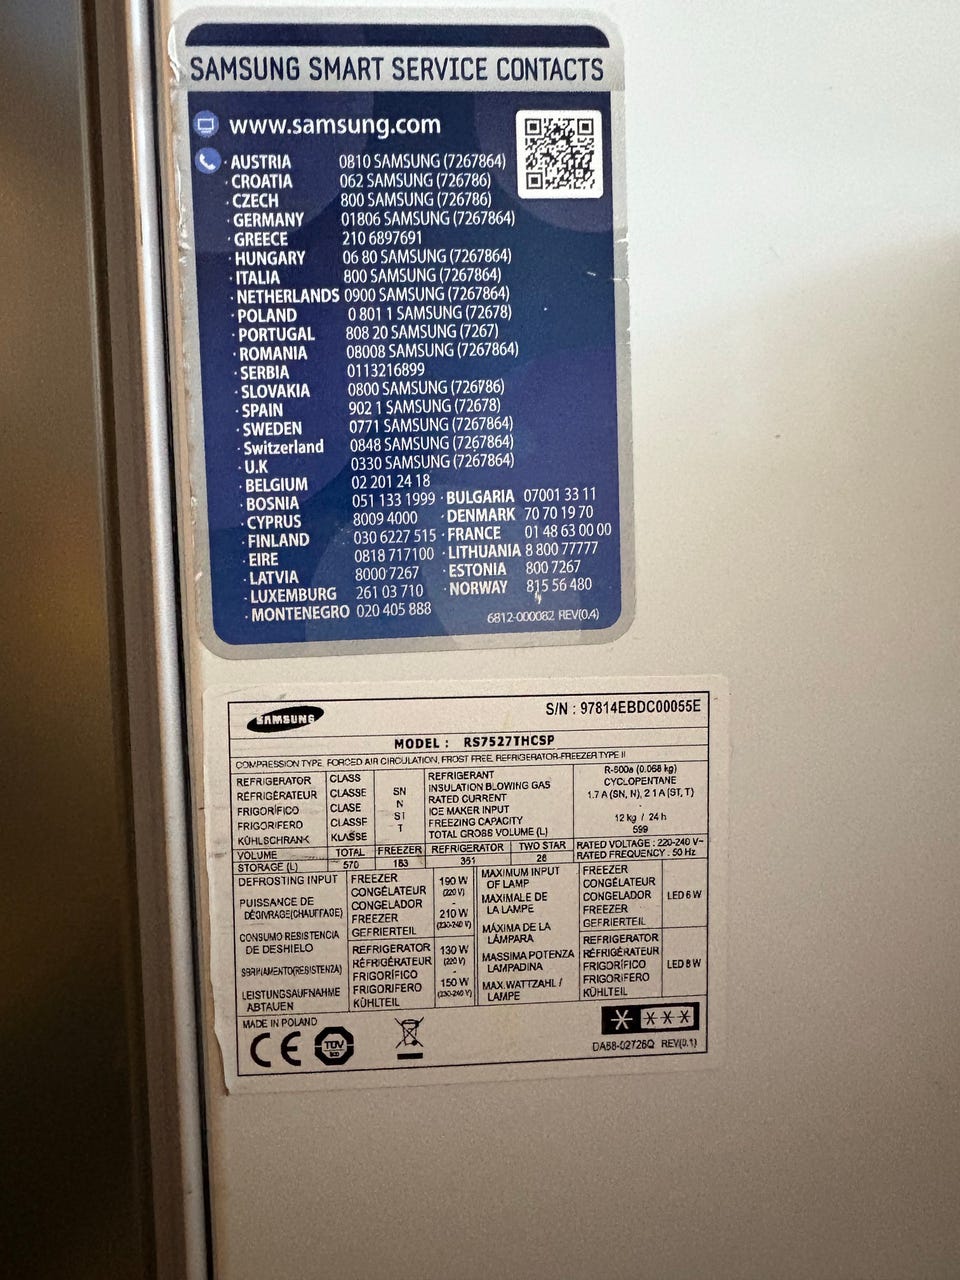 SAMSUNG SMART SERVICE CONTACTS
www.samsung.com
· AUSTRIA 0810 SAMSUNG (7267864)
· CROATIA 062 SAMSUNG (726786)
· CZECH 800 SAMSUNG (726786)
· GERMANY 01806 SAMSUNG (7267864)
· GREECE 210 6897691
· HUNGARY 06 80 SAMSUNG (7267864)
· ITALIA 800 SAMSUNG (7267864)
· NETHERLANDS 0900 SAMSUNG (7267864)
· POLAND 0 801 1 SAMSUNG (72678)
· PORTUGAL 808 20 SAMSUNG (7267)
· ROMANIA 08008 SAMSUNG (7267864)
· SERBIA 0113216899
· SLOVAKIA 0800 SAMSUNG (726786)
· SPAIN 902 1 SAMSUNG (72678)
· SWEDEN 0771 SAMSUNG (7267864)
· Switzerland 0848 SAMSUNG (7267864)
· U.K 0330 SAMSUNG (7267864)
· BELGIUM 02 201 24 18
· BOSNIA 051 133 1999 · BULGARIA 07001 33 11
· CYPRUS 8009 4000 · DENMARK 70 70 19 70
· FINLAND 030 6227 515 · FRANCE 01 48 63 00 00
· EIRE 0818 717100 · LITHUANIA 8 800 77777
· LATVIA 8000 7267 · ESTONIA 800 7267
· LUXEMBURG 261 03 710 · NORWAY 815 56 480
· MONTENEGRO 020 405 888 6812-000082 REV(0.4)
SAMSUNG S/N : 97814EBDC00055E
MODEL : RS7527THCSP
COMPRESSION TYPE, FORCED AIR CIRCULATION, FROST FREE, REFRIGERATOR-FREEZER TYPE II
REFRIGERATOR CLASS REFRIGERANT R-600a (0.068 kg)
RÉFRIGÉRATEUR CLASSE SN INSULATION BLOWING GAS CYCLOPENTANE
FRIGORÍFICO CLASE N RATED CURRENT 1.7 A (SN, N), 2.1 A (ST, T)
FRIGORIFERO CLASSE ST ICE MAKER INPUT
KÜHLSCHRANK KLASSE T FREEZING CAPACITY 12 kg / 24 h
TOTAL GROSS VOLUME (L) 599
VOLUME TOTAL FREEZER REFRIGERATOR TWO STAR RATED VOLTAGE : 220-240 V~
STORAGE (L) 570 183 361 26 RATED FREQUENCY : 50 Hz
DEFROSTING INPUT
PUISSANCE DE
DÉGIVRAGE(CHAUFFAGE)
CONSUMO RESISTENCIA
DE DESHIELO
SBRINAMENTO(RESISTENZA)
LEISTUNGSAUFNAHME
ABTAUEN
FREEZER
CONGÉLATEUR
CONGELADOR
FREEZER
GEFRIERTEIL
190 W
(220 V)
-
210 W
(230-240 V)
REFRIGERATOR
RÉFRIGÉRATEUR
FRIGORÍFICO
FRIGORIFERO
KÜHLTEIL
130 W
(220 V)
-
150 W
(230-240 V)
MAXIMUM INPUT
OF LAMP
MAXIMALE DE
LA LAMPE
MÁXIMA DE LA
LÁMPARA
MASSIMA POTENZA
LAMPADINA
MAX.WATTZAHL /
LAMPE
FREEZER
CONGÉLATEUR
CONGELADOR
FREEZER
GEFRIERTEIL
LED 6 W
REFRIGERATOR
RÉFRIGÉRATEUR
FRIGORÍFICO
FRIGORIFERO
KÜHLTEIL
LED 8 W
MADE IN POLAND
CE TÜV
DA68-02726Q REV(0.1)